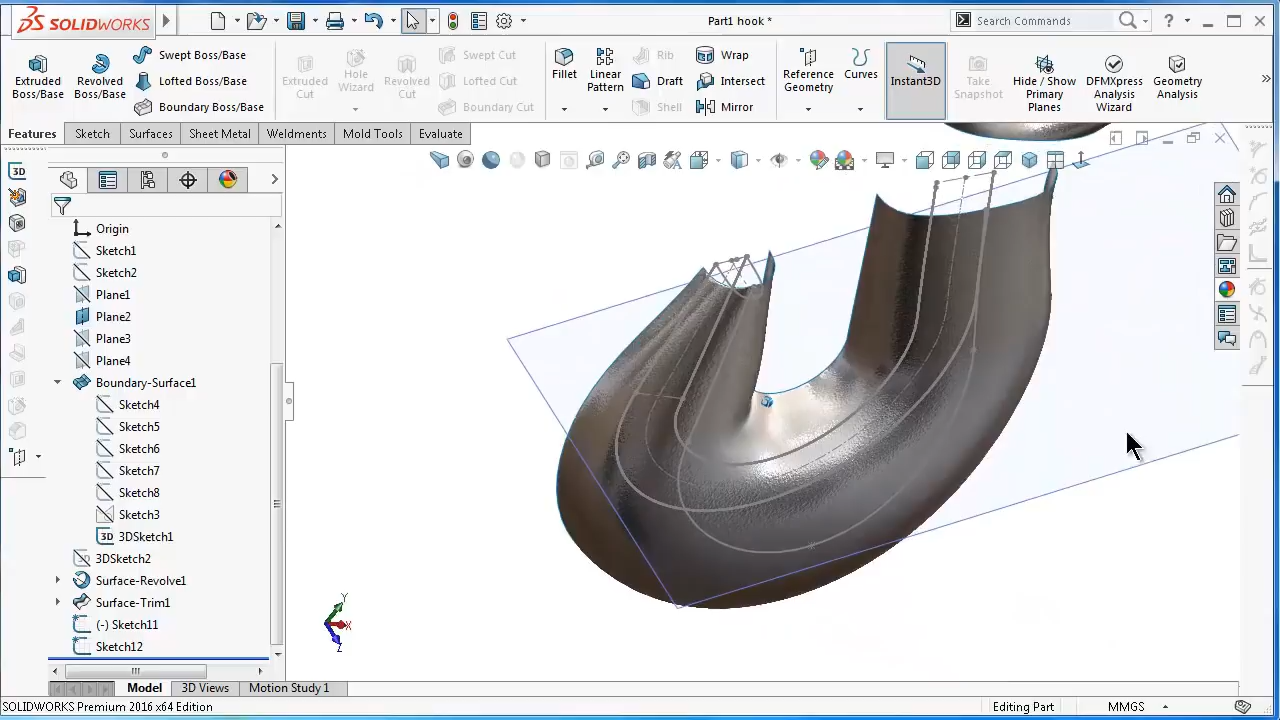 SOLIDWORKS
Part1 hook *
Search Commands
Extruded Boss/Base
Revolved Boss/Base
Swept Boss/Base
Lofted Boss/Base
Boundary Boss/Base
Extruded Cut
Hole Wizard
Revolved Cut
Swept Cut
Lofted Cut
Boundary Cut
Fillet
Linear Pattern
Rib
Draft
Shell
Wrap
Intersect
Mirror
Reference Geometry
Curves
Instant3D
Take Snapshot
Hide / Show Primary Planes
DFMXpress Analysis Wizard
Geometry Analysis
Features Sketch Surfaces Sheet Metal Weldments Mold Tools Evaluate
3D
Origin
Sketch1
Sketch2
Plane1
Plane2
Plane3
Plane4
Boundary-Surface1
Sketch4
Sketch5
Sketch6
Sketch7
Sketch8
Sketch3
3D 3DSketch1
3DSketch2
Surface-Revolve1
Surface-Trim1
(-) Sketch11
Sketch12
Y
X
Z
Model 3D Views Motion Study 1
SOLIDWORKS Premium 2016 x64 Edition
Editing Part
MMGS